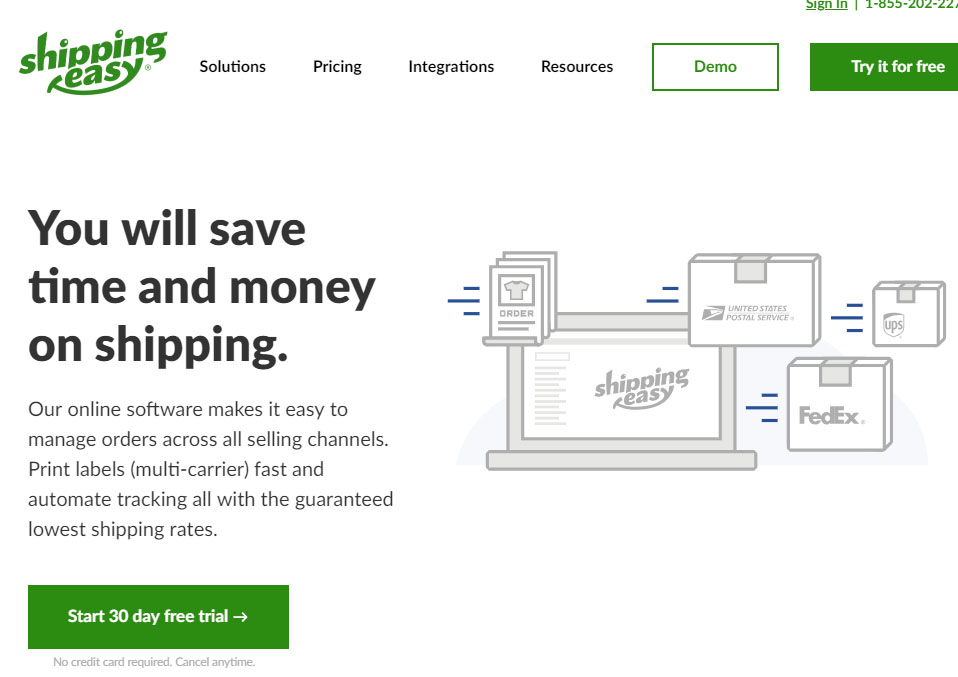 Sign In | 1-855-202-227
shipping easy®
Solutions Pricing Integrations Resources Demo Try it for free
You will save
time and money
on shipping.
Our online software makes it easy to
manage orders across all selling channels.
Print labels (multi-carrier) fast and
automate tracking all with the guaranteed
lowest shipping rates.
Start 30 day free trial →
No credit card required. Cancel anytime.
ORDER
shipping
easy
UNITED STATES
POSTAL SERVICE®
ups
FedEx®